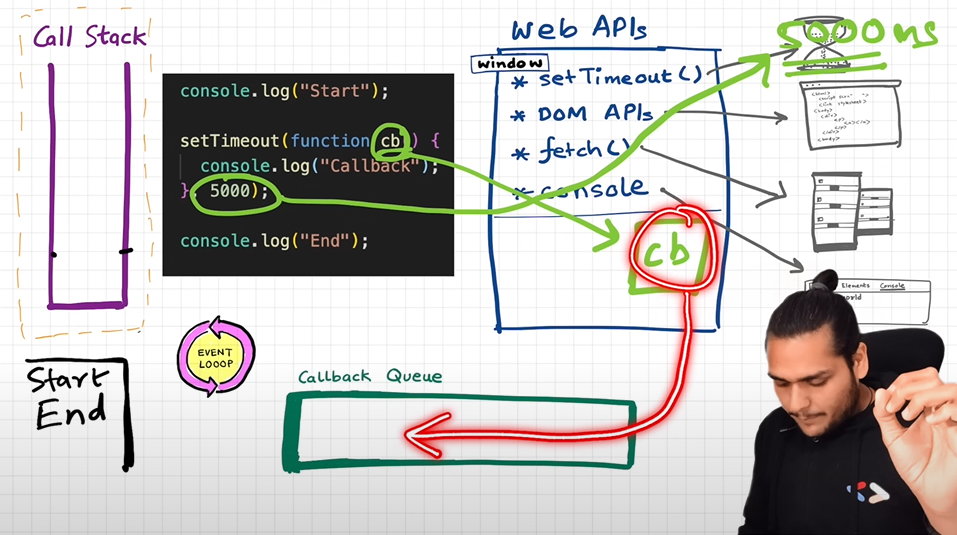 Call Stack
console.log("Start");
setTimeout(function cb() {
console.log("Callback");
}, 5000);
console.log("End");
Web APIs
window
* setTimeout()
* DOM APIs
* fetch()
* console
cb
5000ms
Elements Console
Start
End
EVENT
LOOOP
Callback Queue